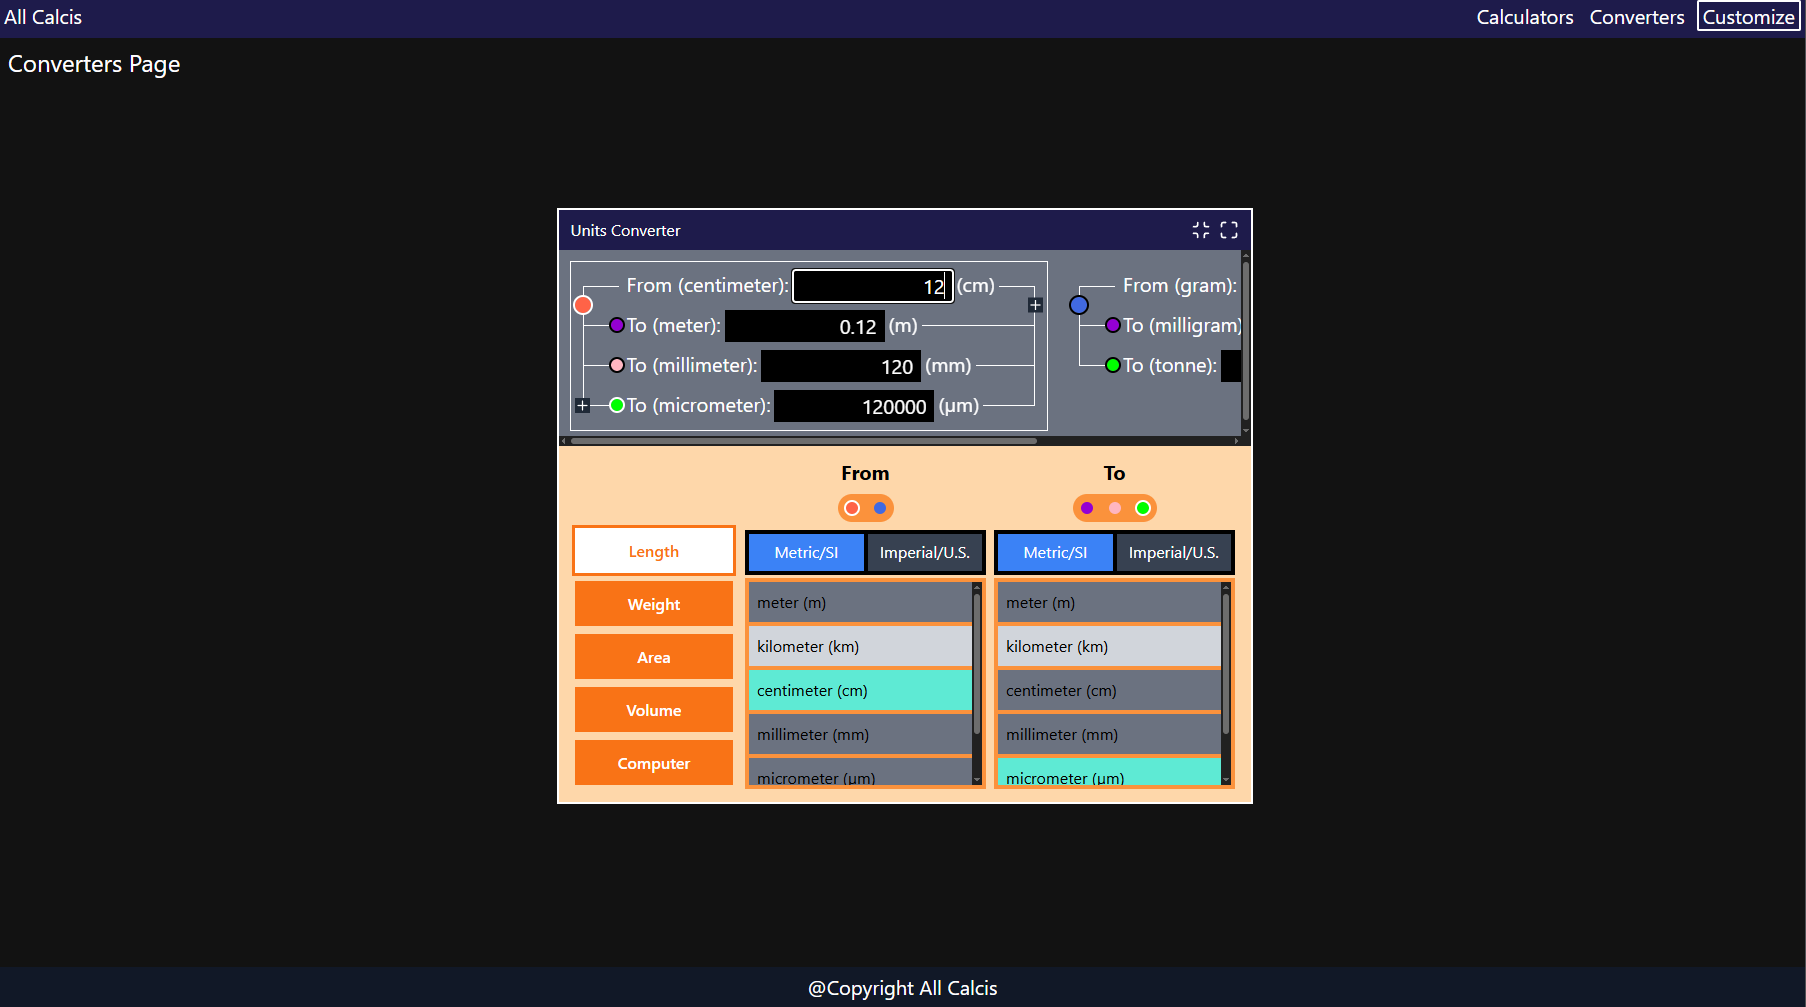 All Calcis
Calculators Converters Customize
Converters Page
Units Converter
From (centimeter): 12 (cm)
To (meter): 0.12 (m)
To (millimeter): 120 (mm)
To (micrometer): 120000 (μm)
From (gram):
To (milligram)
To (tonne):
From
To
Length
Weight
Area
Volume
Computer
Metric/SI Imperial/U.S.
meter (m)
kilometer (km)
centimeter (cm)
millimeter (mm)
micrometer (μm)
Metric/SI Imperial/U.S.
meter (m)
kilometer (km)
centimeter (cm)
millimeter (mm)
micrometer (μm)
@Copyright All Calcis